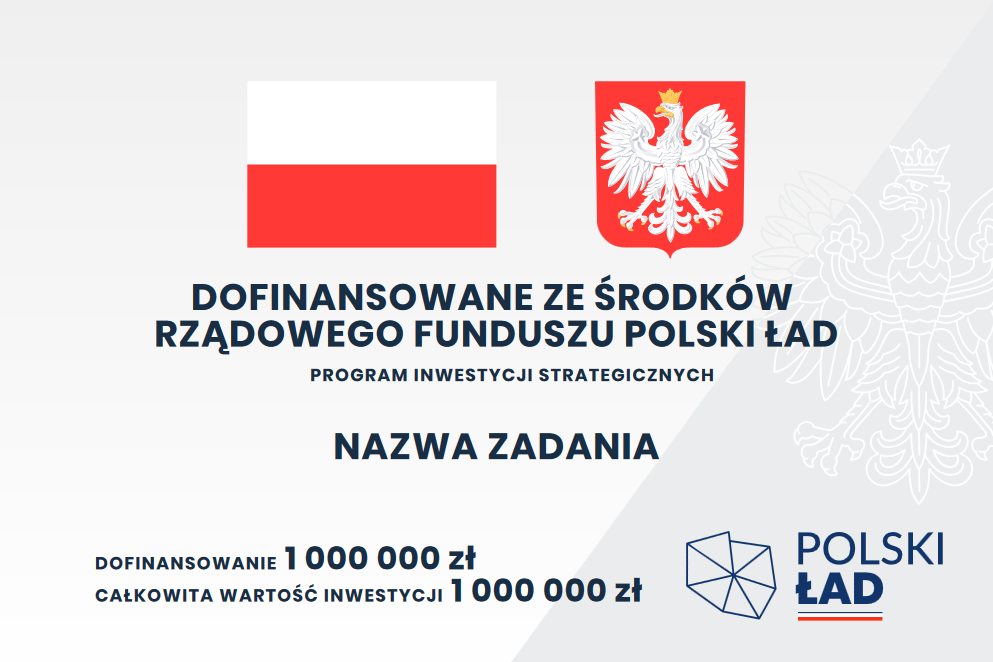 DOFINANSOWANE ZE ŚRODKÓW
RZĄDOWEGO FUNDUSZU POLSKI ŁAD
PROGRAM INWESTYCJI STRATEGICZNYCH
NAZWA ZADANIA
DOFINANSOWANIE 1 000 000 zł
CAŁKOWITA WARTOŚĆ INWESTYCJI 1 000 000 zł
POLSKI
ŁAD